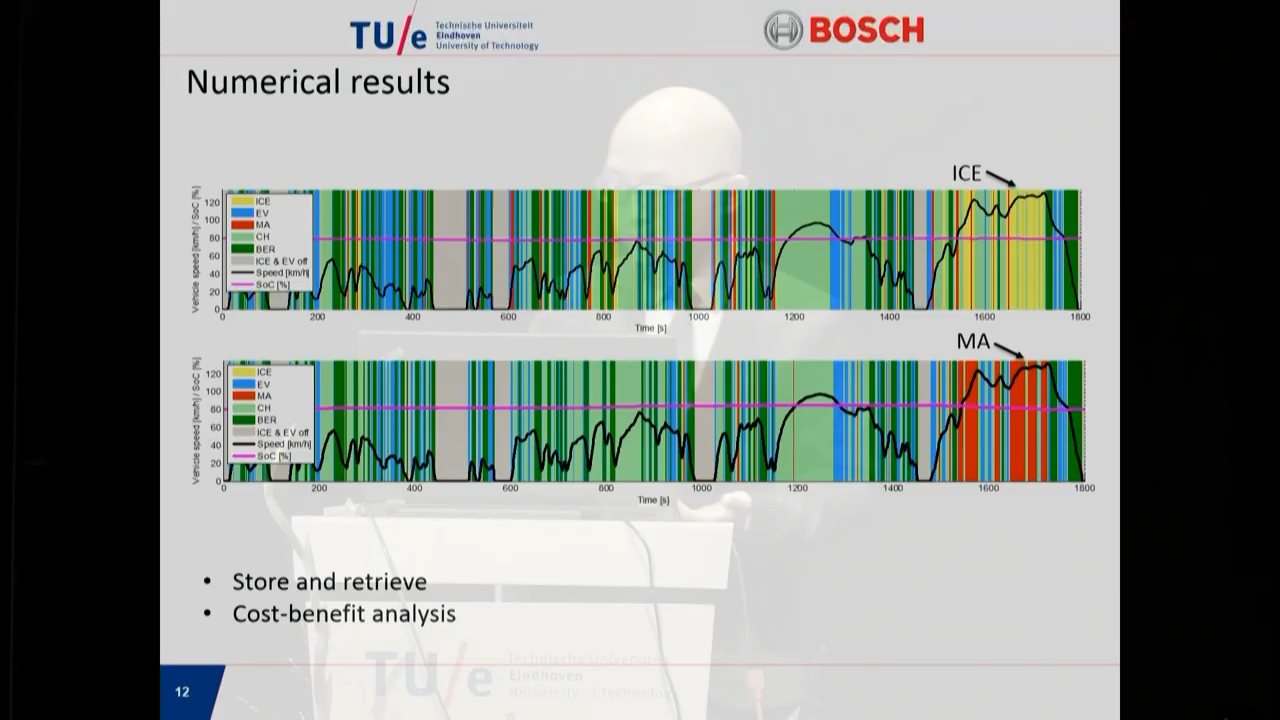 TU/e Technische Universiteit
Eindhoven
University of Technology
BOSCH
Numerical results
ICE
Vehicle speed [km/h] / SoC [%]
120
100
80
60
40
20
0
ICE
EV
MA
CH
BER
ICE & EV off
Speed [km/h]
SoC [%]
0 200 400 600 800 1000 1200 1400 1600 1800
Time [s]
MA
Vehicle speed [km/h] / SoC [%]
120
100
80
60
40
20
0
ICE
EV
MA
CH
BER
ICE & EV off
Speed [km/h]
SoC [%]
0 200 400 600 800 1000 1200 1400 1600 1800
Time [s]
• Store and retrieve
• Cost-benefit analysis
TU/e Technische Universiteit
Eindhoven
University of Technology
12